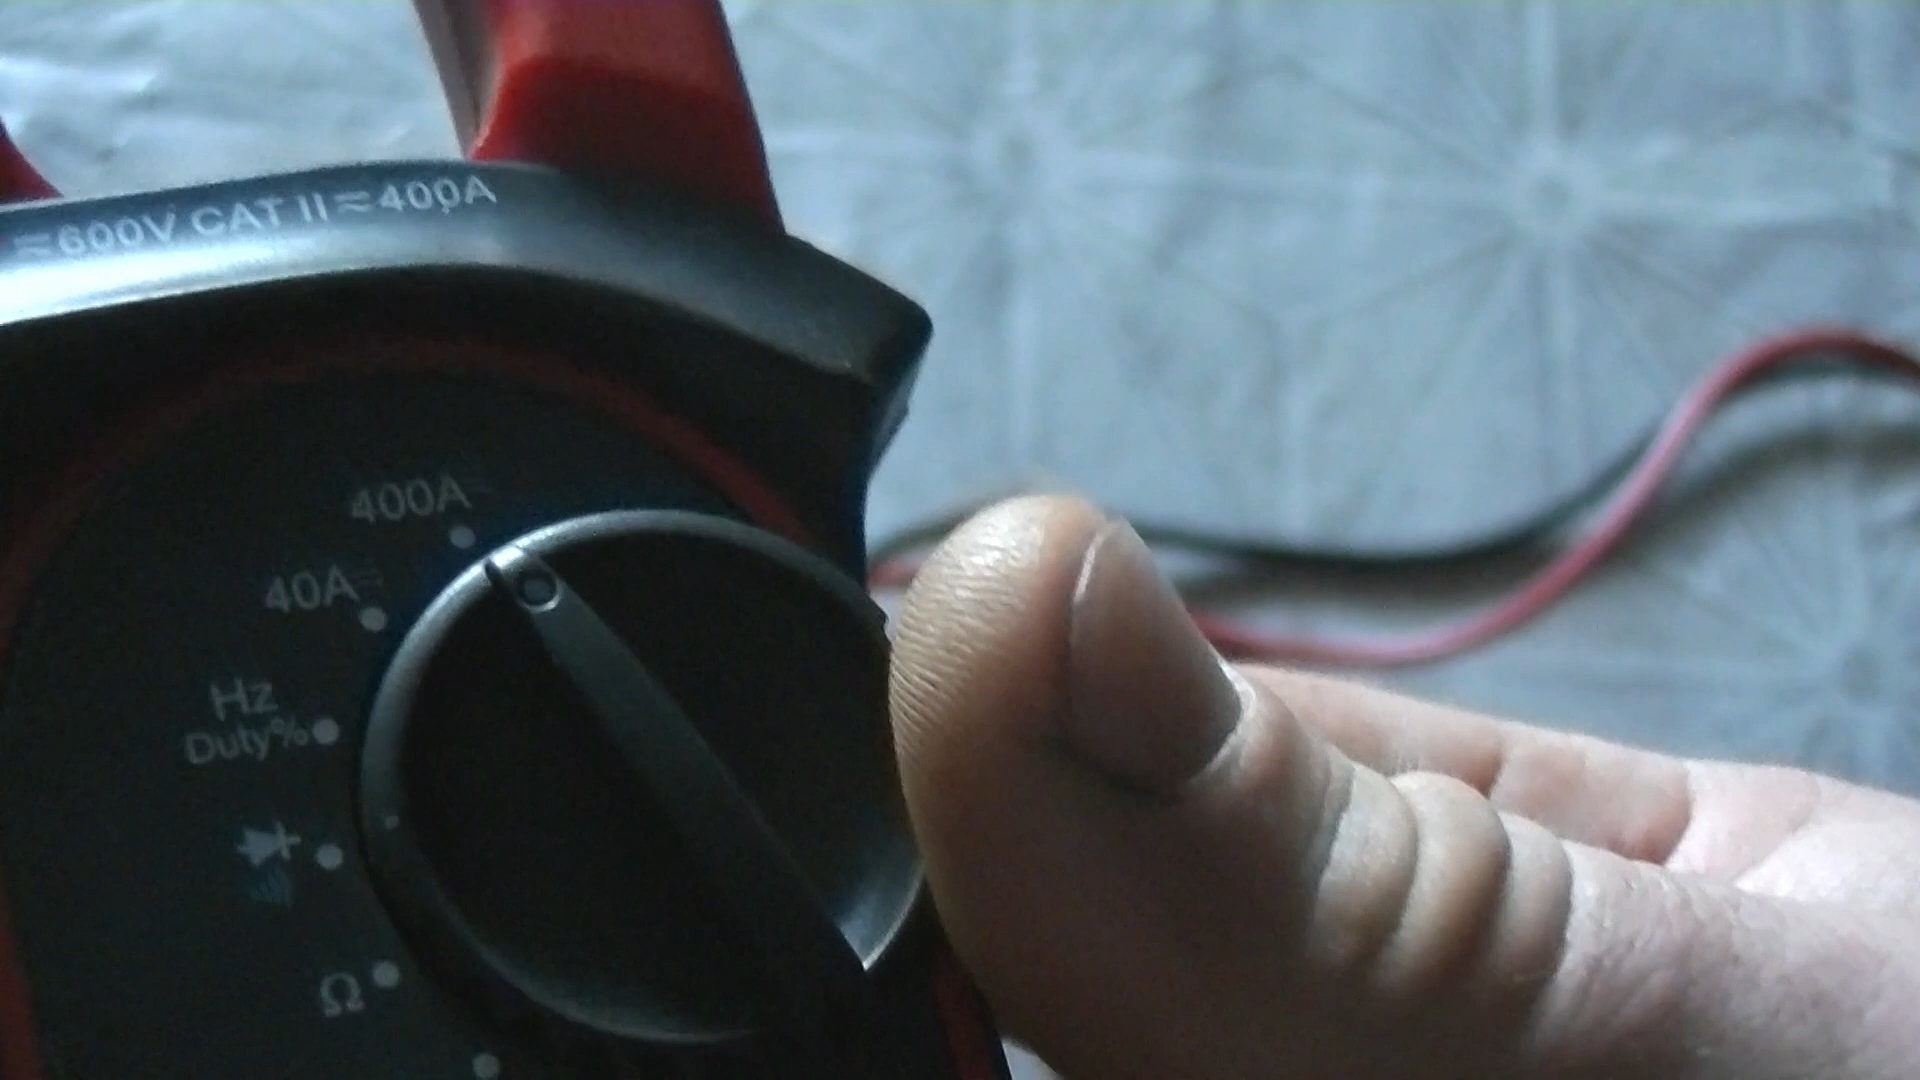 ≂600V CAT II ≂400A
400A
40A
Hz
Duty%
Ω